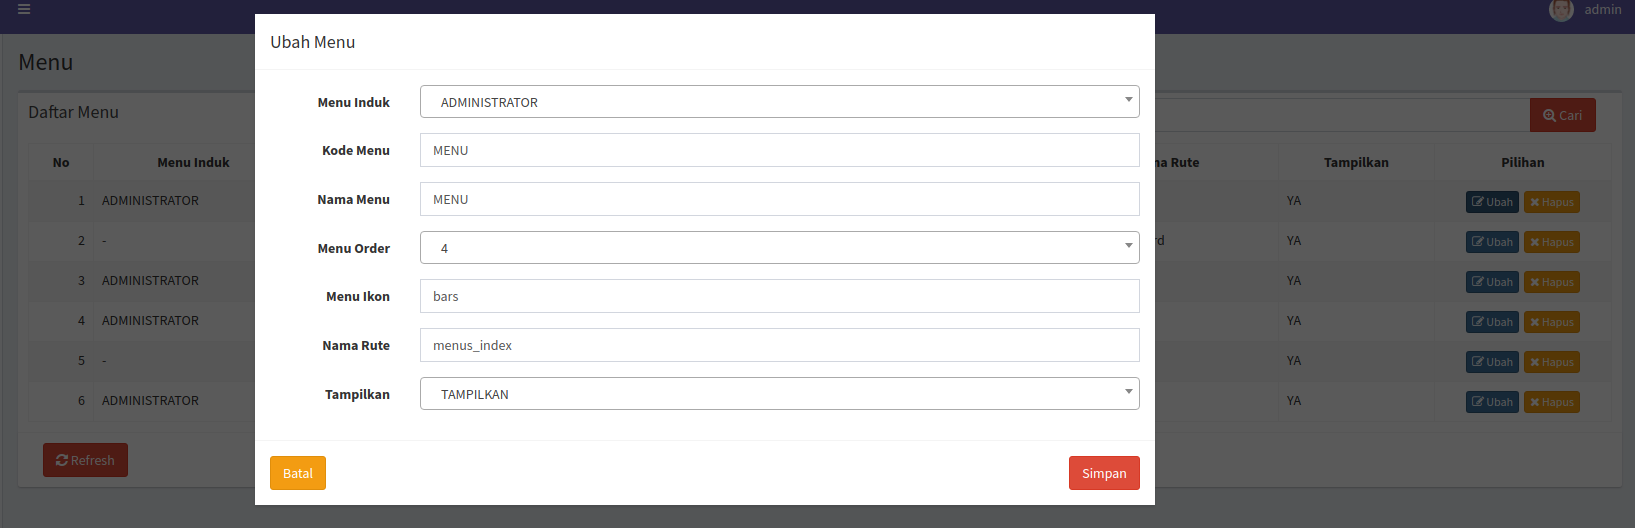 admin
Menu
Daftar Menu
Cari
No Menu Induk Rute Tampilkan Pilihan
1 ADMINISTRATOR YA Ubah Hapus
2 - YA Ubah Hapus
3 ADMINISTRATOR YA Ubah Hapus
4 ADMINISTRATOR YA Ubah Hapus
5 - YA Ubah Hapus
6 ADMINISTRATOR YA Ubah Hapus
Refresh
Ubah Menu
Menu Induk ADMINISTRATOR
Kode Menu MENU
Nama Menu MENU
Menu Order 4
Menu Ikon bars
Nama Rute menus_index
Tampilkan TAMPILKAN
Batal Simpan